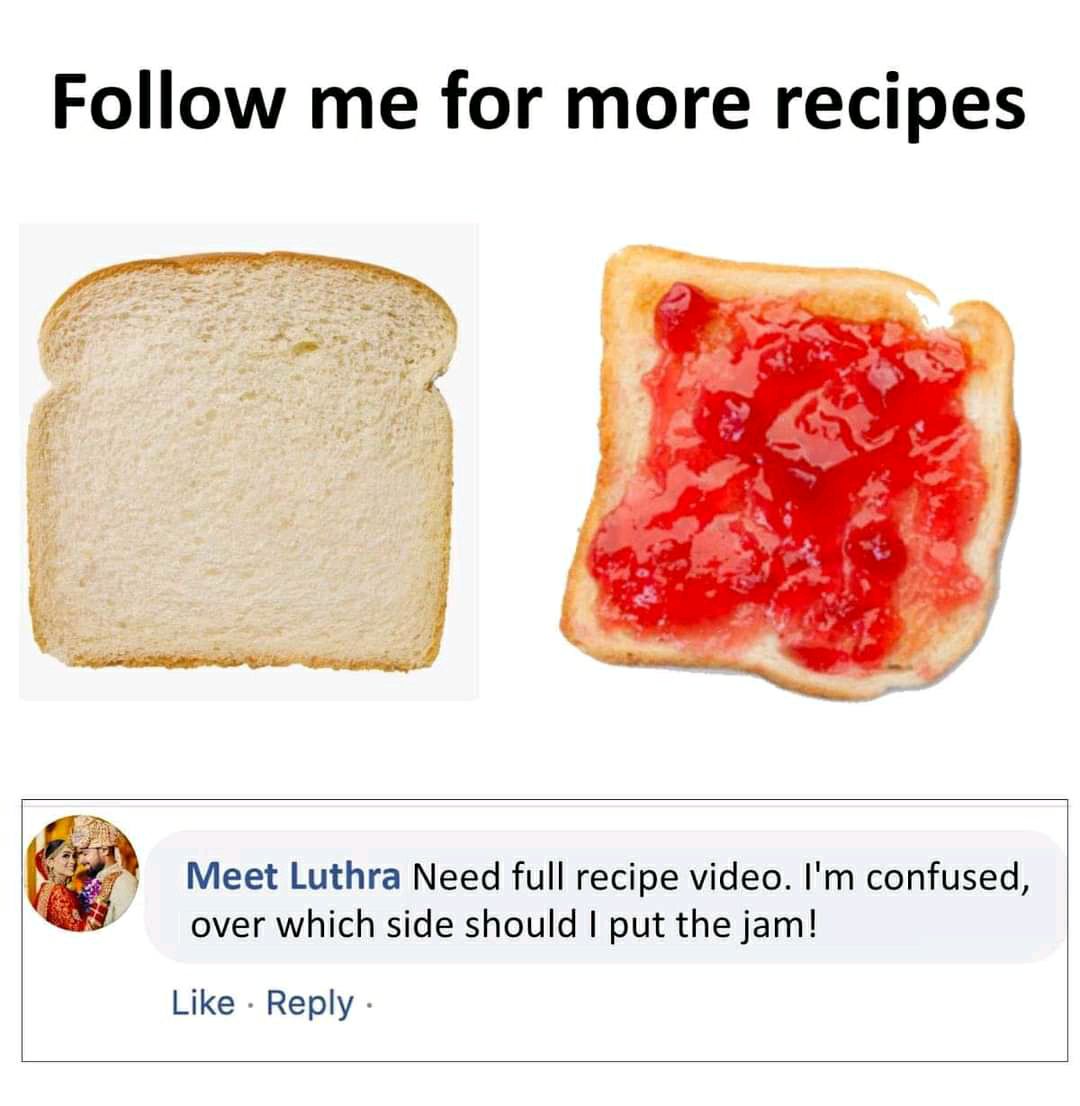 Follow me for more recipes
Meet Luthra Need full recipe video. I'm confused,
over which side should I put the jam!
Like · Reply ·